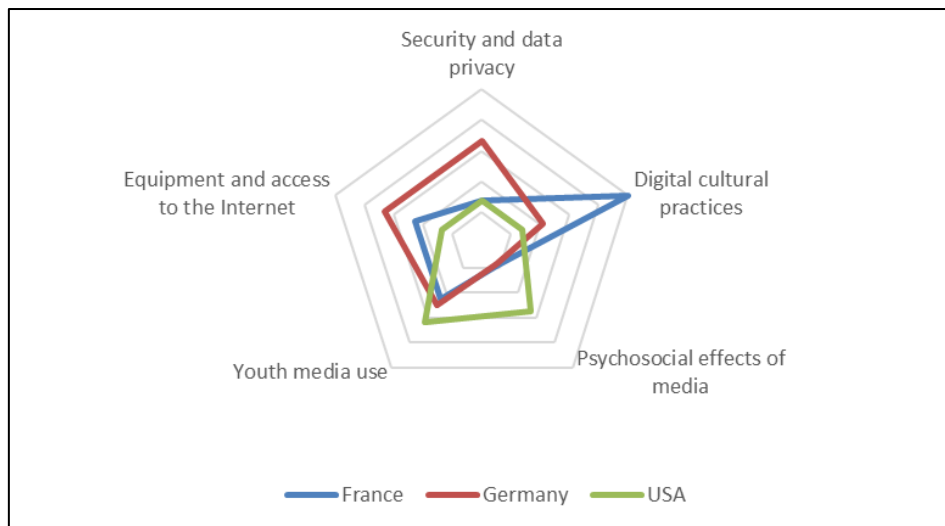 Security and data
privacy
Equipment and access
to the Internet
Digital cultural
practices
Youth media use
Psychosocial effects of
media
France
Germany
USA